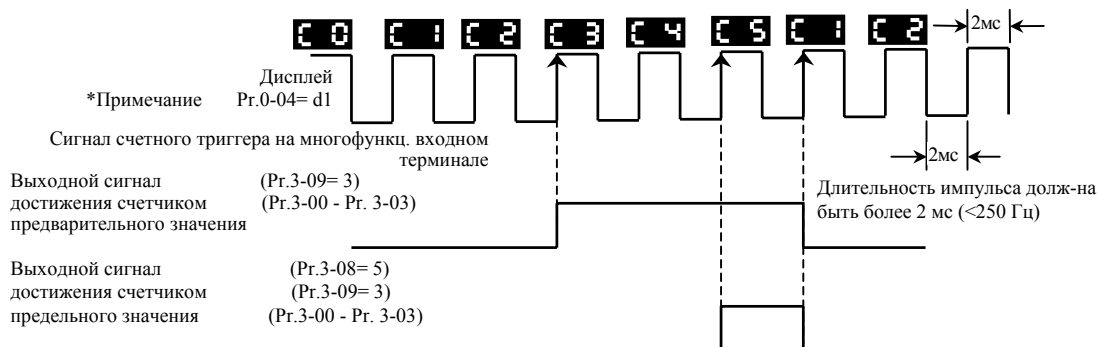 C 0 C 1 C 2 C 3 C 4 C 5 C 1 C 2
2мс
Дисплей
*Примечание Pr.0-04= d1
Сигнал счетного триггера на многофункц. входном
терминале
2мс
Длительность импульса долж-на
быть более 2 мс (<250 Гц)
Выходной сигнал (Pr.3-09= 3)
достижения счетчиком (Pr.3-00 - Pr. 3-03)
предварительного значения
Выходной сигнал (Pr.3-08= 5)
достижения счетчиком (Pr.3-09= 3)
предельного значения (Pr.3-00 - Pr. 3-03)